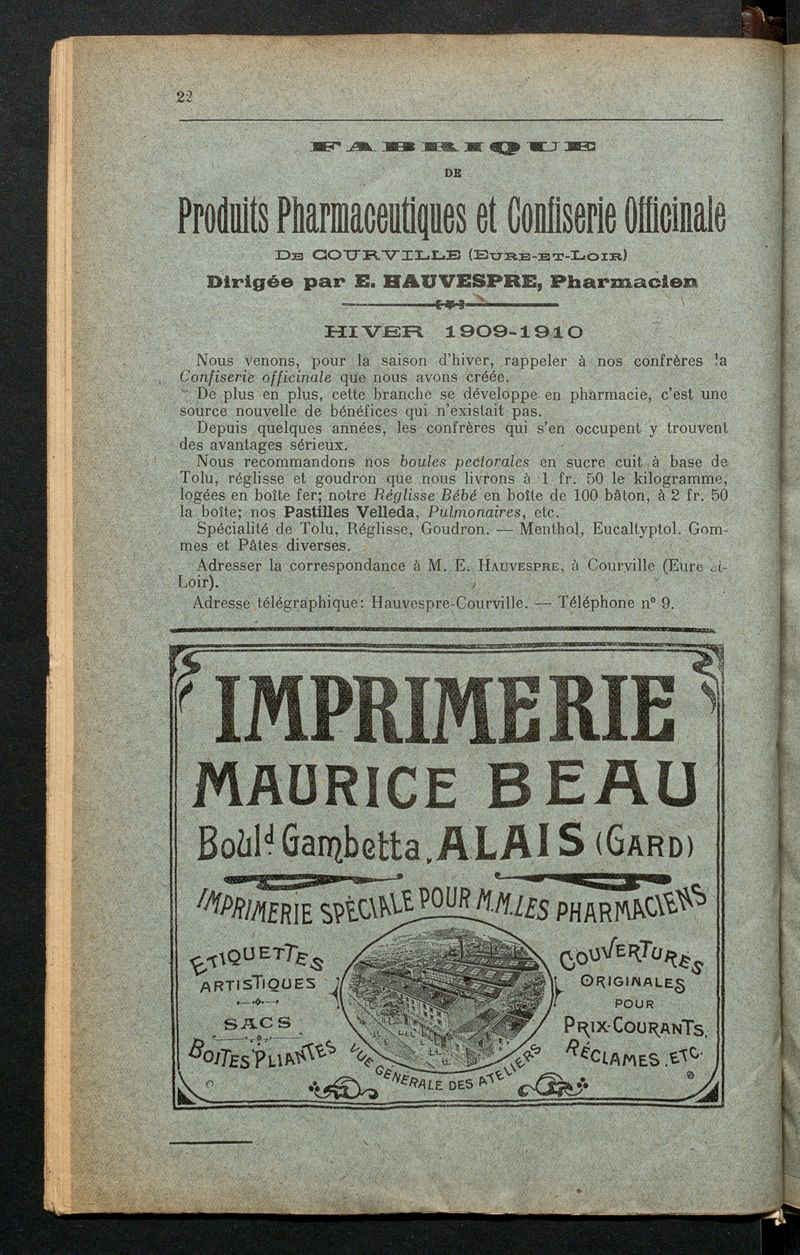 22
FABRIQUE
DE
Produits Pharmaceutiques et Confiserie Officinale
DE COURVILLE (EURE-ET-LOIR)
Dirigée par E. HAUVESPRE, Pharmacien
HIVER 1909-1910
Nous venons, pour la saison d'hiver, rappeler à nos confrères la
Confiserie officinale que nous avons créée.
De plus en plus, cette branche se développe en pharmacie, c'est une
source nouvelle de bénéfices qui n'existait pas.
Depuis quelques années, les confrères qui s'en occupent y trouvent
des avantages sérieux.
Nous recommandons nos boules pectorales en sucre cuit à base de
Tolu, réglisse et goudron que nous livrons à 1 fr. 50 le kilogramme,
logées en boîte fer; notre Réglisse Bébé en boîte de 100 bâton, à 2 fr. 50
la boîte; nos Pastilles Velleda, Pulmonaires, etc.
Spécialité de Tolu, Réglisse, Goudron. — Menthol, Eucaltyptol. Gom-
mes et Pâtes diverses.
Adresser la correspondance à M. E. HAUVESPRE, à Courville (Eure et-
Loir).
Adresse télégraphique: Hauvespre-Courville. — Téléphone n° 9.
IMPRIMERIE
MAURICE BEAU
Boulᵈ Gambetta, ALAIS (GARD)
IMPRIMERIE SPÉCIALE POUR M.M. LES PHARMACIENS
ETIQUETTES
ARTISTIQUES
SACS
BOITES PLIANTES
COUVERTURES
ORIGINALES
POUR
PRIX-COURANTS,
RÉCLAMES. ETC.
VUE GÉNÉRALE DES ATELIERS